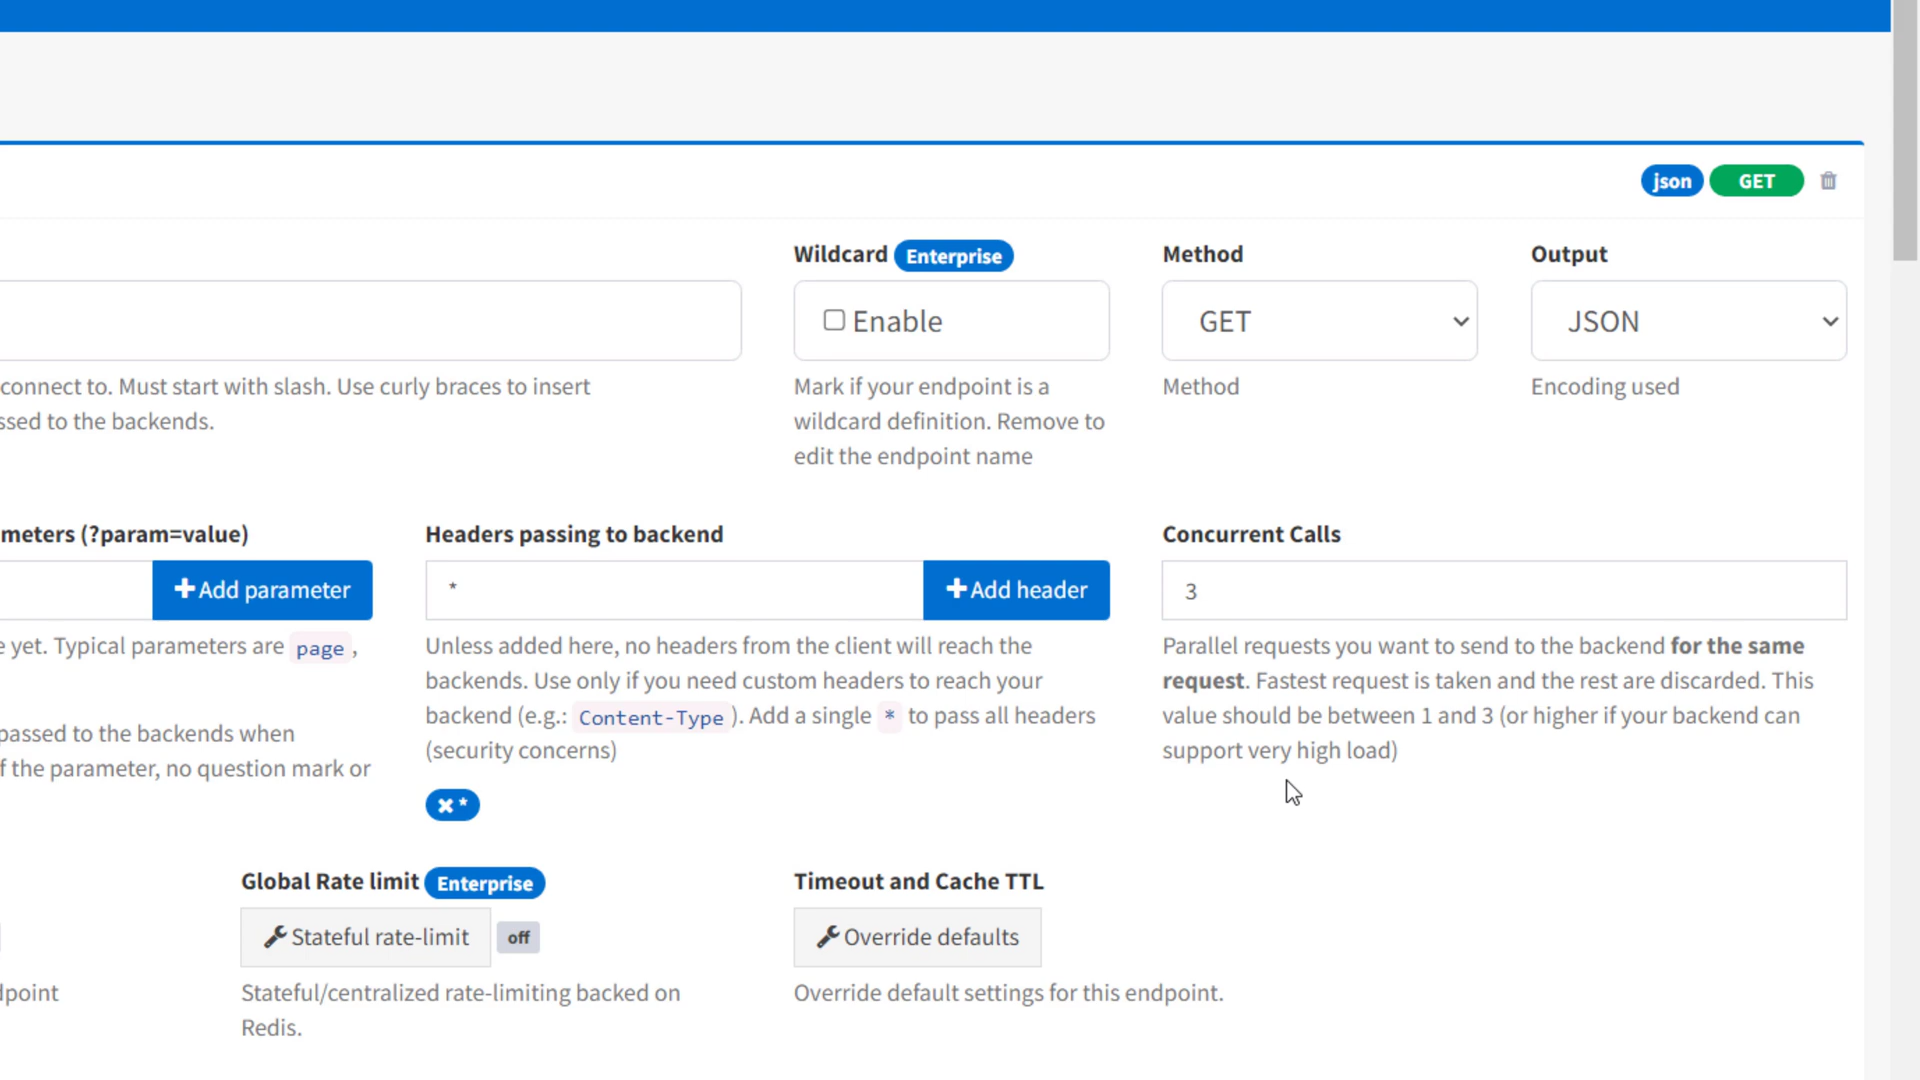 json GET
Wildcard Enterprise
Method
Output
Enable
GET
JSON
connect to. Must start with slash. Use curly braces to insert
ssed to the backends.
Mark if your endpoint is a
wildcard definition. Remove to
edit the endpoint name
Method
Encoding used
meters (?param=value)
Add parameter
e yet. Typical parameters are page ,
passed to the backends when
f the parameter, no question mark or
Headers passing to backend
*
Add header
Unless added here, no headers from the client will reach the
backends. Use only if you need custom headers to reach your
backend (e.g.: Content-Type ). Add a single * to pass all headers
(security concerns)
*
Concurrent Calls
3
Parallel requests you want to send to the backend for the same
request. Fastest request is taken and the rest are discarded. This
value should be between 1 and 3 (or higher if your backend can
support very high load)
dpoint
Global Rate limit Enterprise
Stateful rate-limit off
Stateful/centralized rate-limiting backed on
Redis.
Timeout and Cache TTL
Override defaults
Override default settings for this endpoint.